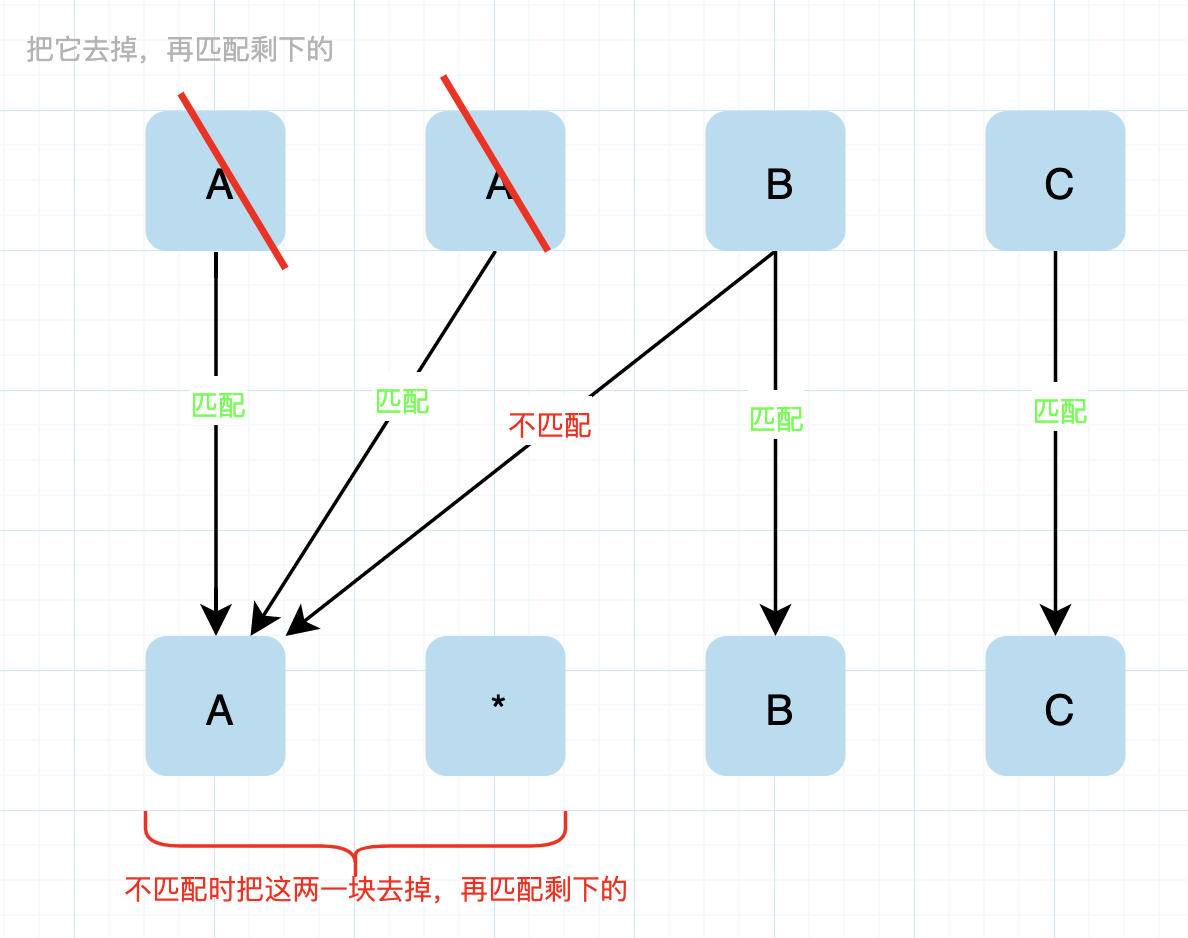 把它去掉，再匹配剩下的
A A B C
匹配 匹配 不匹配 匹配 匹配
A * B C
不匹配时把这两一块去掉，再匹配剩下的